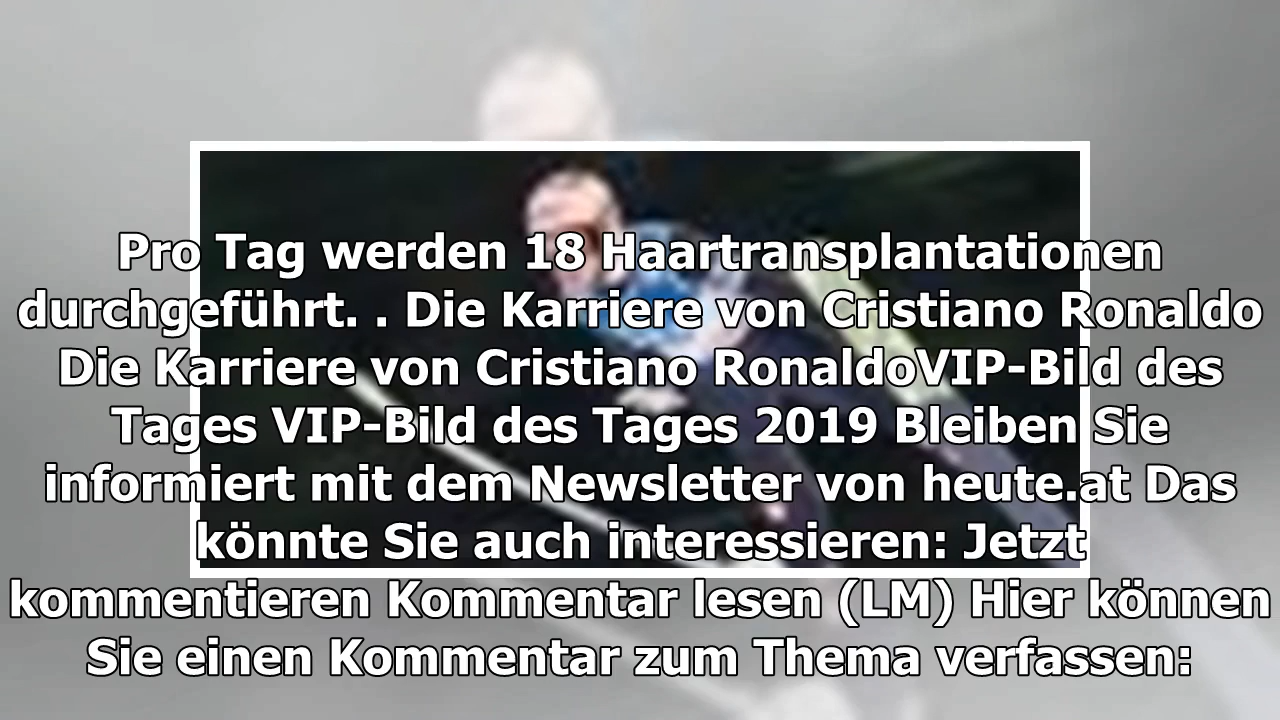 Pro Tag werden 18 Haartransplantationen
durchgeführt. . Die Karriere von Cristiano Ronaldo
Die Karriere von Cristiano RonaldoVIP-Bild des
Tages VIP-Bild des Tages 2019 Bleiben Sie
informiert mit dem Newsletter von heute.at Das
könnte Sie auch interessieren: Jetzt
kommentieren Kommentar lesen (LM) Hier können
Sie einen Kommentar zum Thema verfassen: